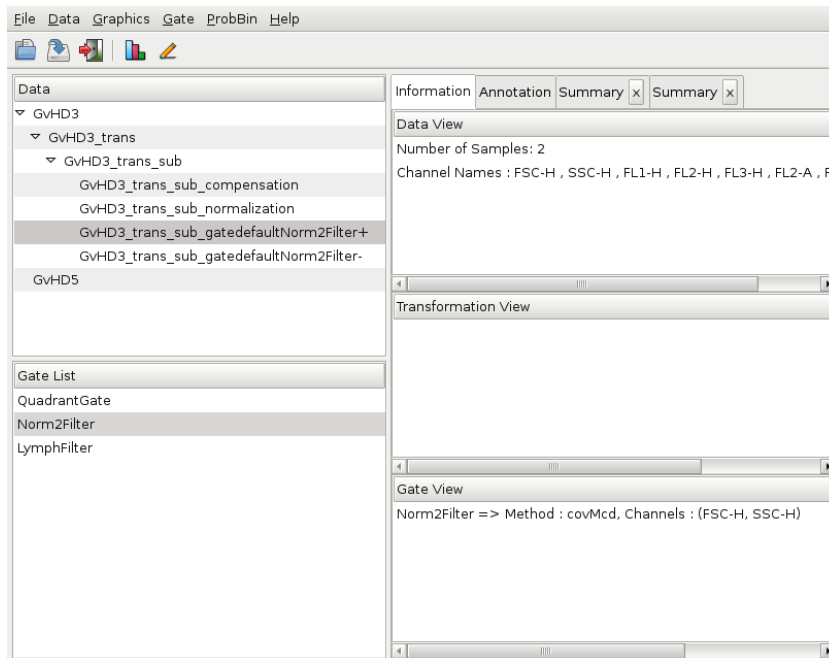 File Data Graphics Gate ProbBin Help
Data
GvHD3
GvHD3_trans
GvHD3_trans_sub
GvHD3_trans_sub_compensation
GvHD3_trans_sub_normalization
GvHD3_trans_sub_gatedefaultNorm2Filter+
GvHD3_trans_sub_gatedefaultNorm2Filter-
GvHD5
Gate List
QuadrantGate
Norm2Filter
LymphFilter
Information Annotation Summary x Summary x
Data View
Number of Samples: 2
Channel Names : FSC-H , SSC-H , FL1-H , FL2-H , FL3-H , FL2-A , F
Transformation View
Gate View
Norm2Filter => Method : covMcd, Channels : (FSC-H, SSC-H)